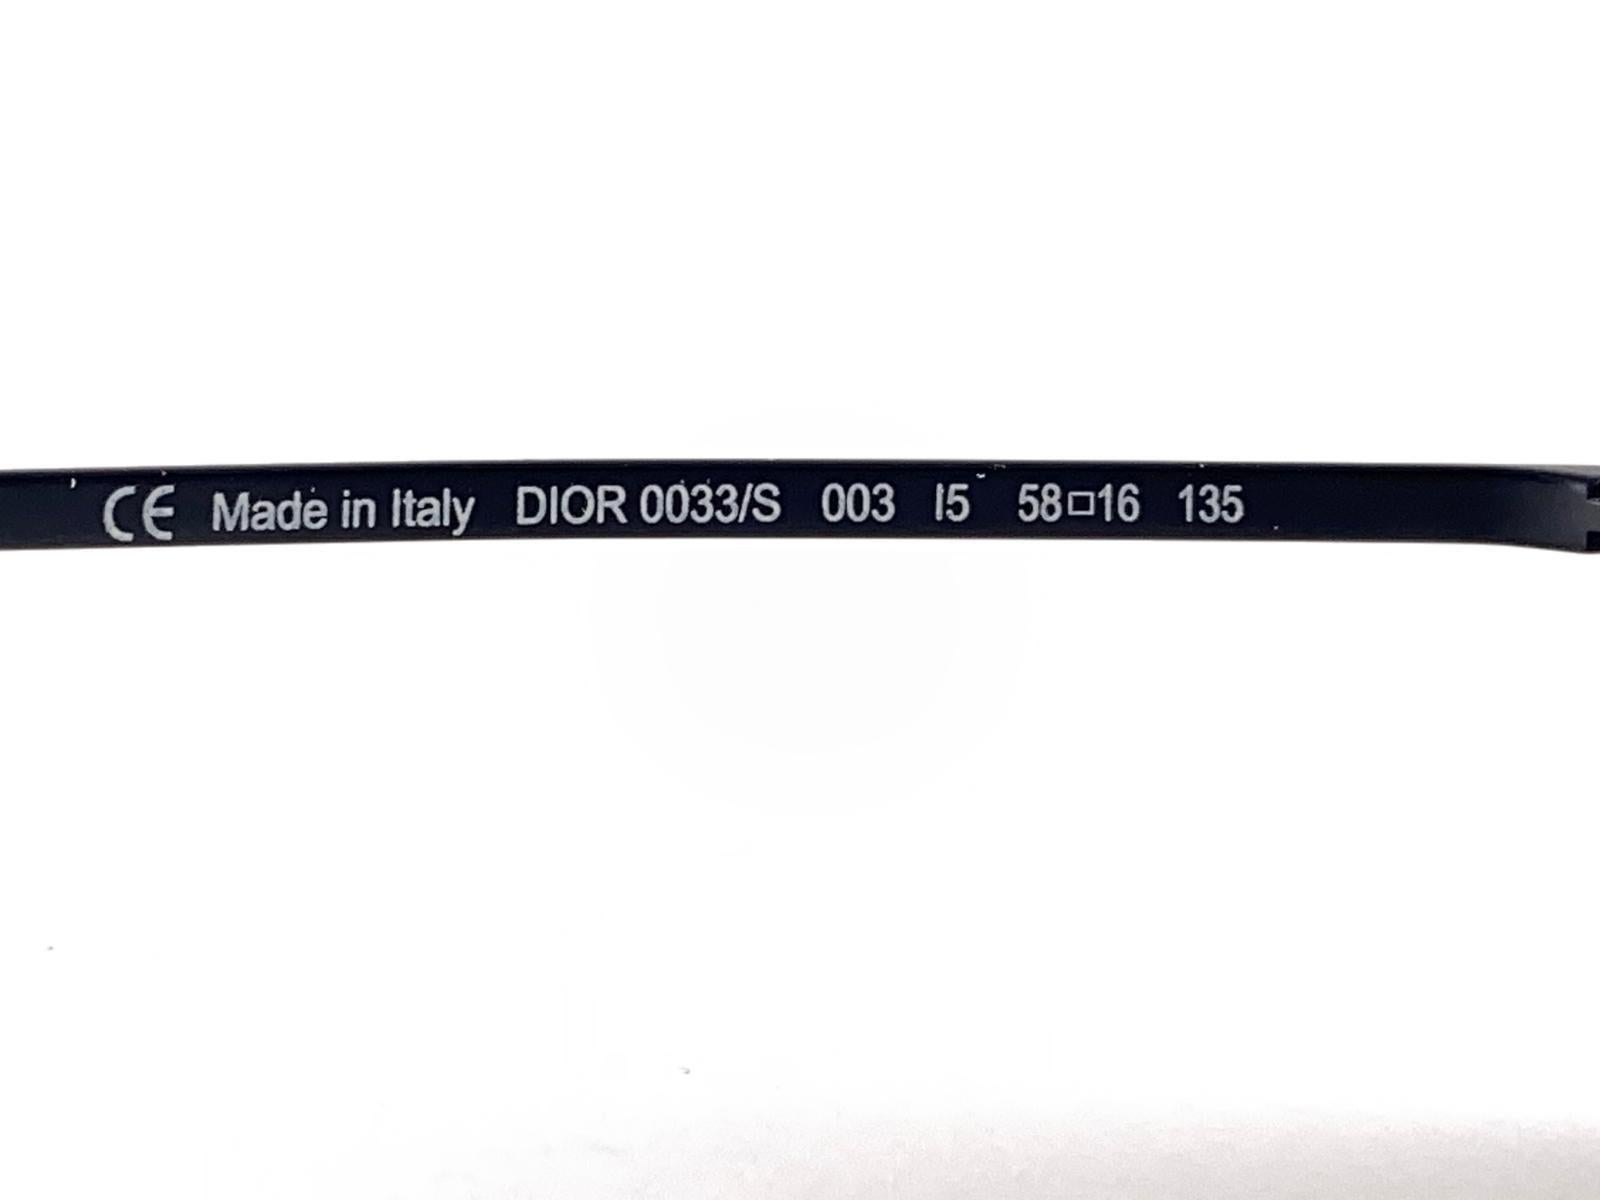 CE Made in Italy DIOR 0033/S 003 I5 58□16 135